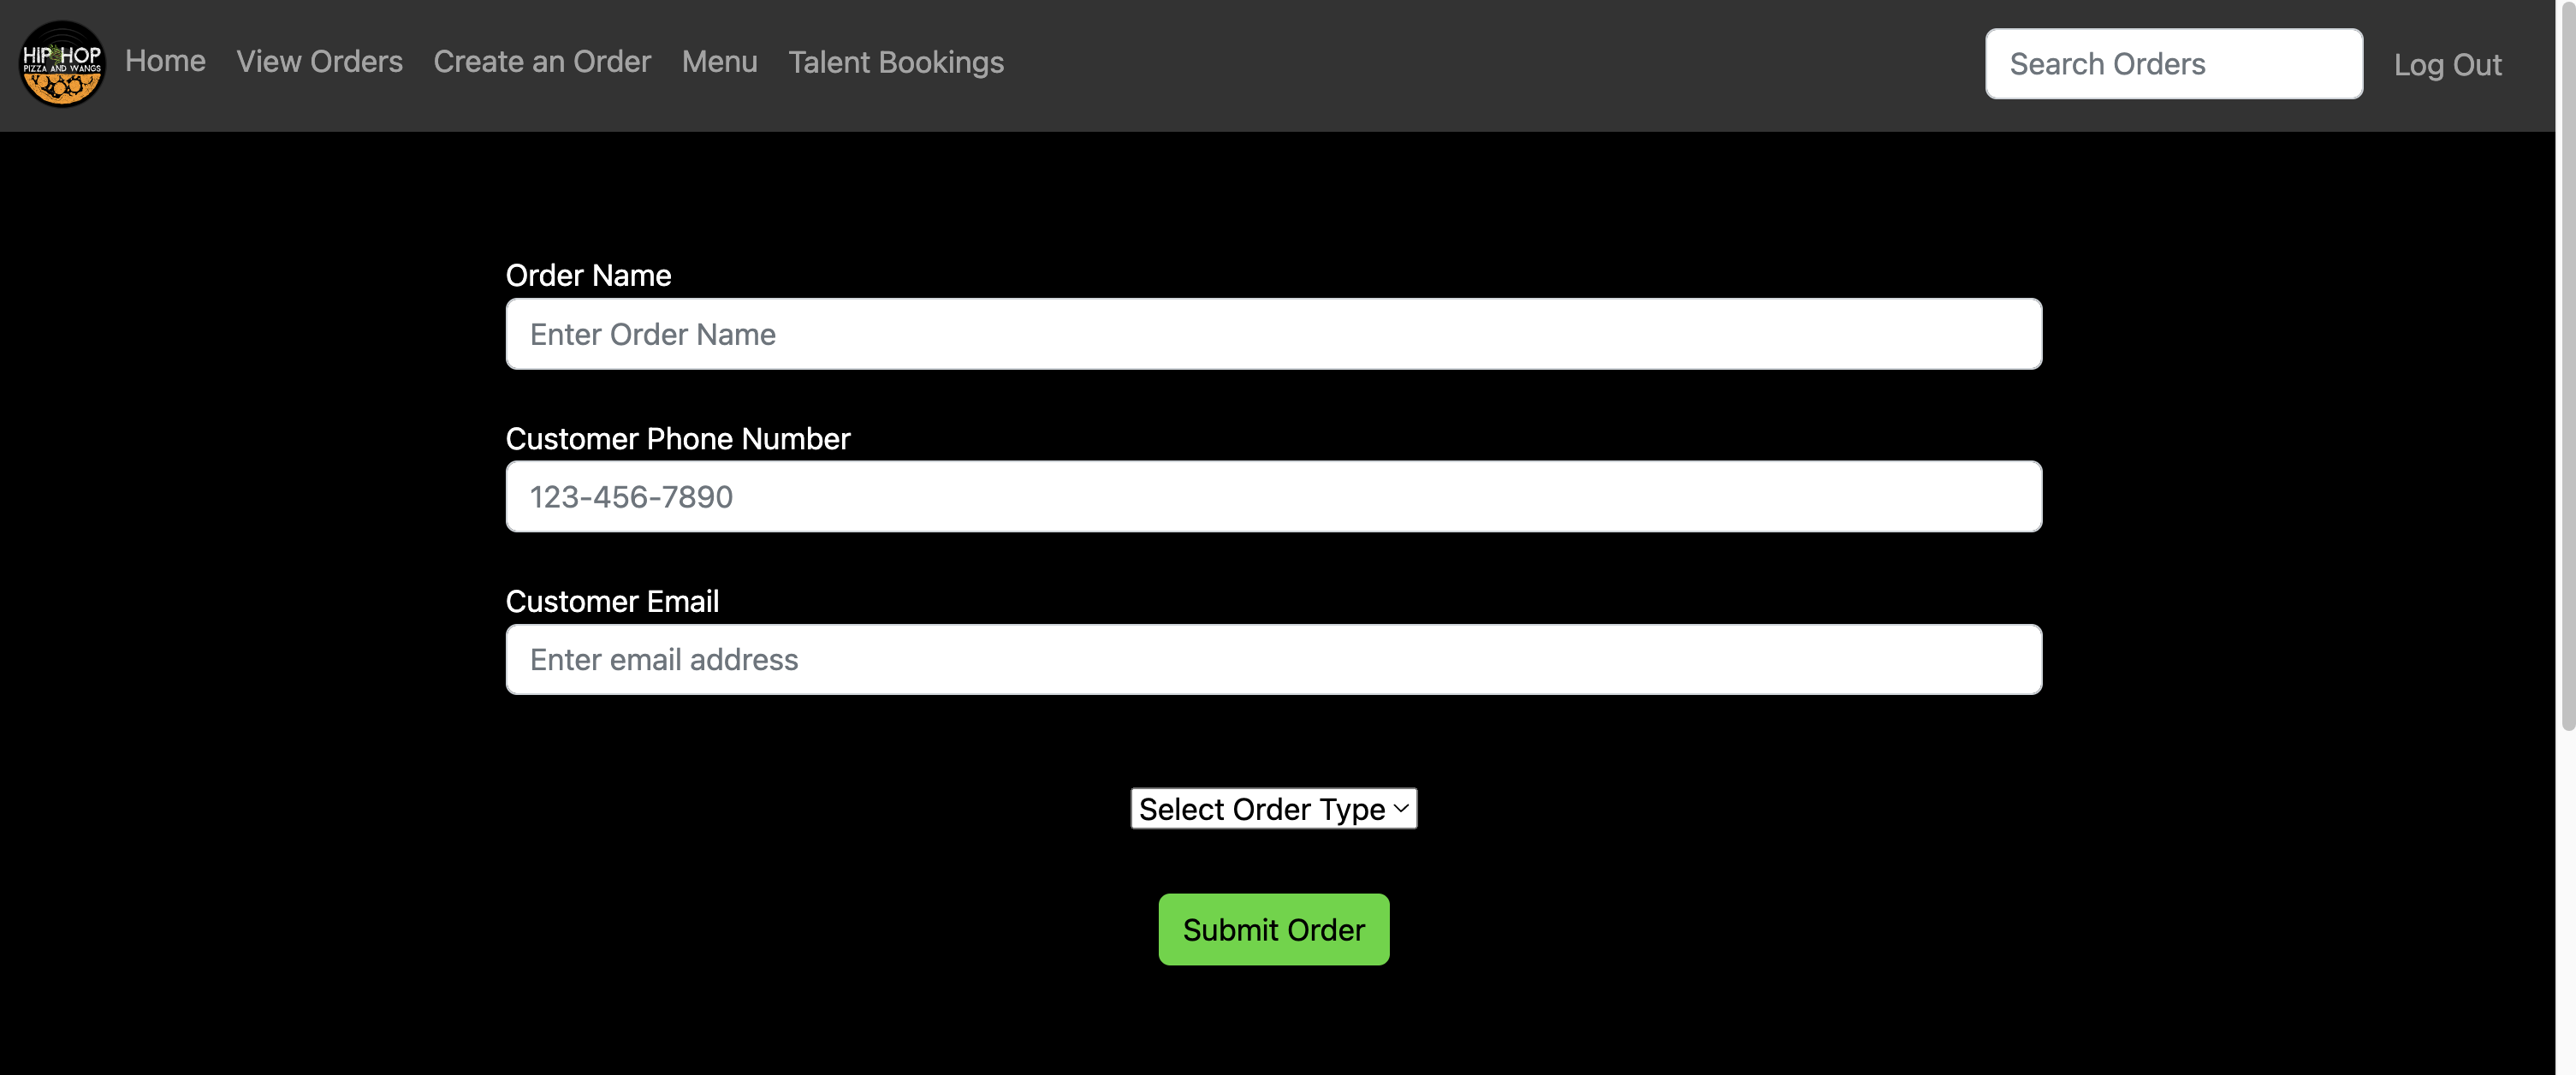 HIP HOP
PIZZA AND WANGS
Home
View Orders
Create an Order
Menu
Talent Bookings
Search Orders
Log Out
Order Name
Enter Order Name
Customer Phone Number
123-456-7890
Customer Email
Enter email address
Select Order Type
Submit Order